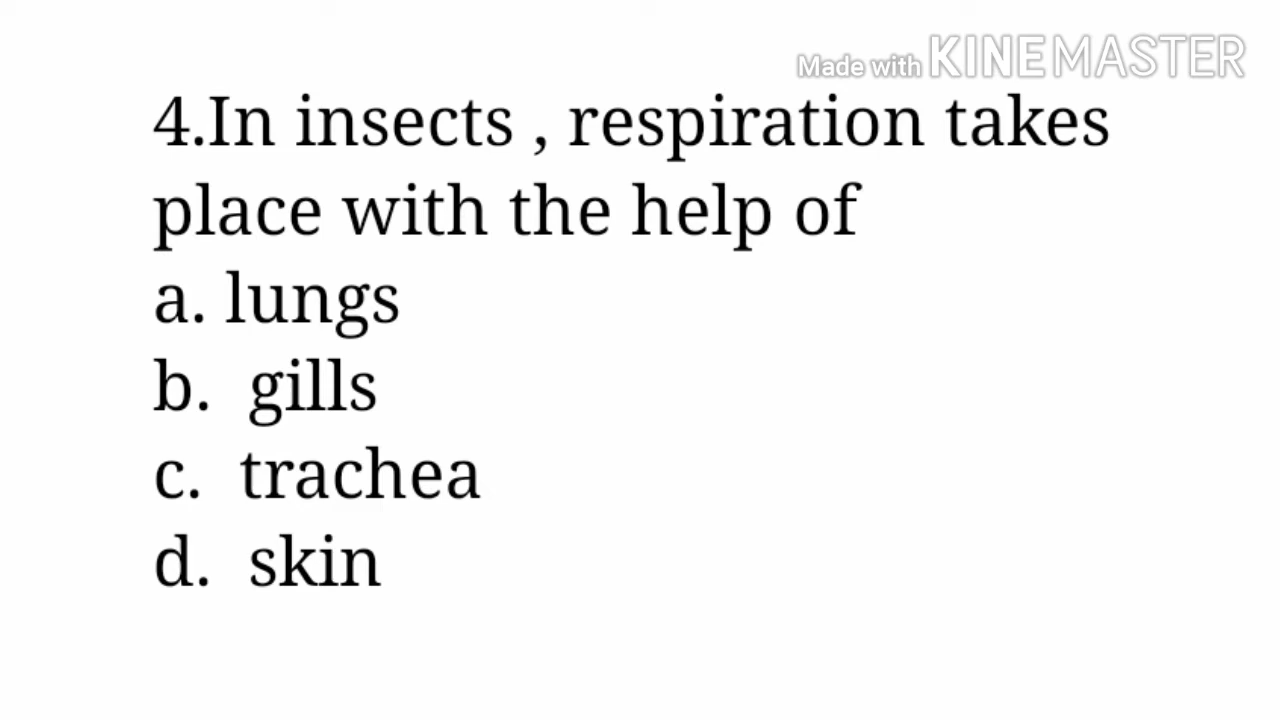 Made with KINEMASTER
4.In insects , respiration takes
place with the help of
a. lungs
b. gills
c. trachea
d. skin